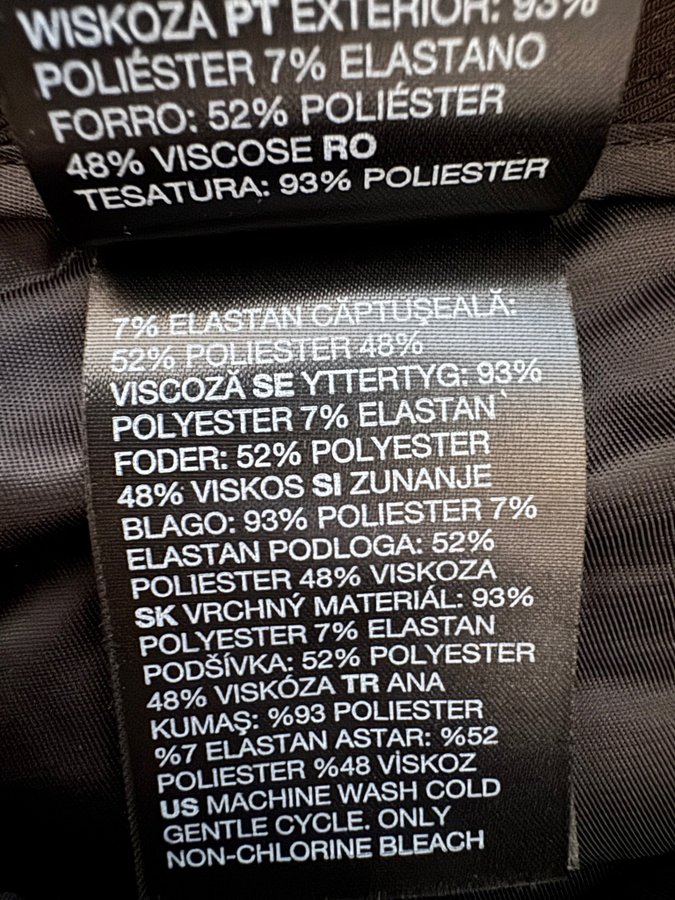 WISKOZA PT EXTERIOR: 93%
POLIÉSTER 7% ELASTANO
FORRO: 52% POLIÉSTER
48% VISCOSE RO
TESATURA: 93% POLIESTER
7% ELASTAN CĂPTUŞEALĂ:
52% POLIESTER 48%
VISCOZĂ SE YTTERTYG: 93%
POLYESTER 7% ELASTAN
FODER: 52% POLYESTER
48% VISKOS SI ZUNANJE
BLAGO: 93% POLIESTER 7%
ELASTAN PODLOGA: 52%
POLIESTER 48% VISKOZA
SK VRCHNÝ MATERIÁL: 93%
POLYESTER 7% ELASTAN
PODŠÍVKA: 52% POLYESTER
48% VISKÓZA TR ANA
KUMAŞ: %93 POLIESTER
%7 ELASTAN ASTAR: %52
POLIESTER %48 VİSKOZ
US MACHINE WASH COLD
GENTLE CYCLE. ONLY
NON-CHLORINE BLEACH